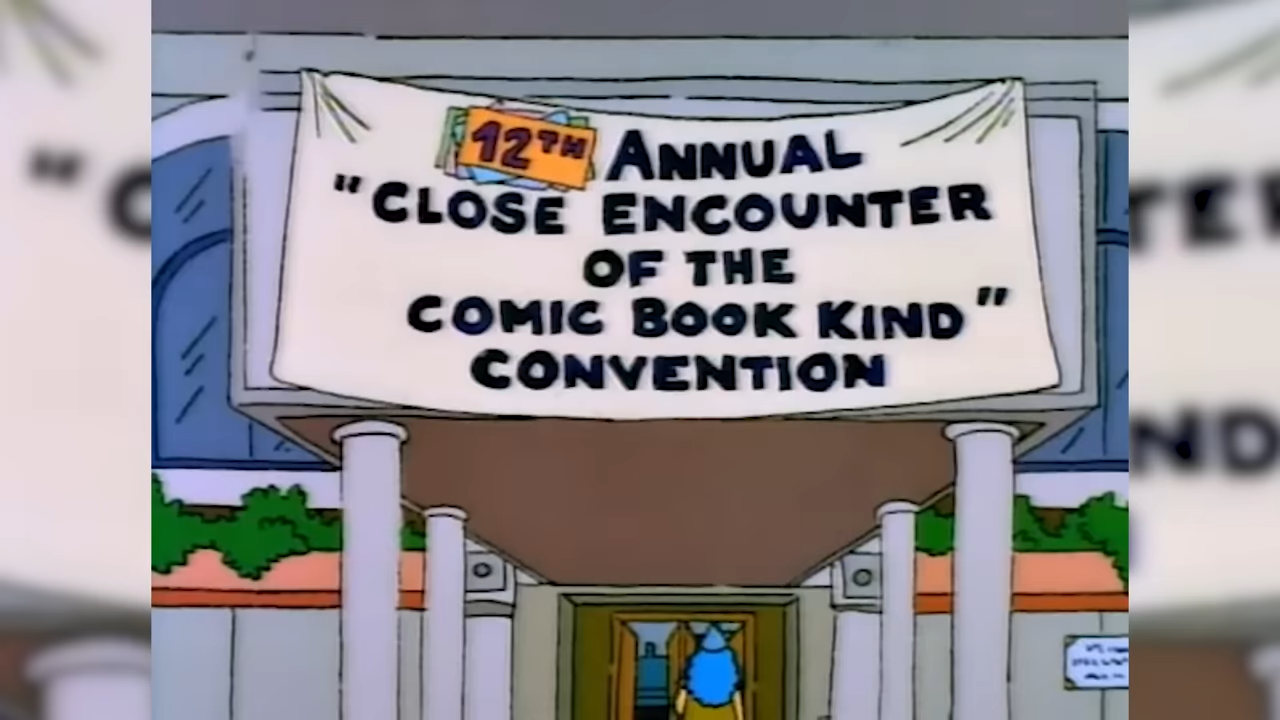 12TH ANNUAL
"CLOSE ENCOUNTER
OF THE
COMIC BOOK KIND"
CONVENTION